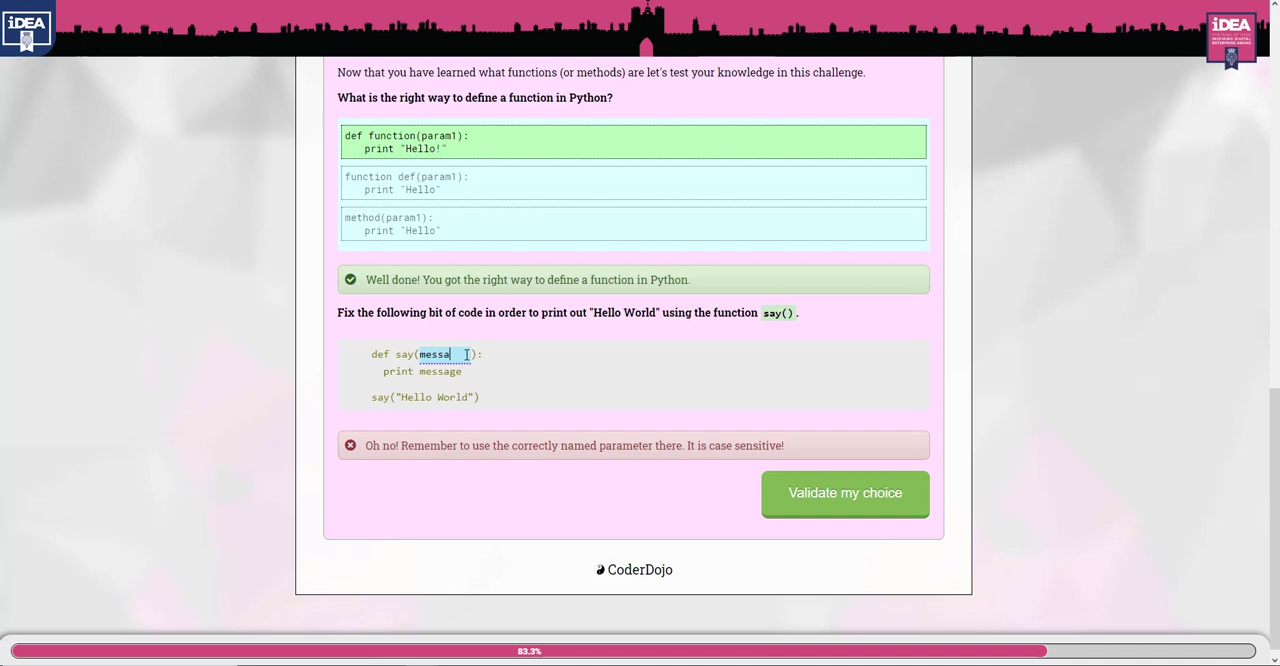 iDEA
iDEA
INSPIRING DIGITAL
ENTERPRISE AWARD
Now that you have learned what functions (or methods) are let's test your knowledge in this challenge.
What is the right way to define a function in Python?
def function(param1):
print "Hello!"
function def(param1):
print "Hello"
method(param1):
print "Hello"
Well done! You got the right way to define a function in Python.
Fix the following bit of code in order to print out "Hello World" using the function say().
def say(messa ):
print message
say("Hello World")
Oh no! Remember to use the correctly named parameter there. It is case sensitive!
Validate my choice
CoderDojo
83.3%